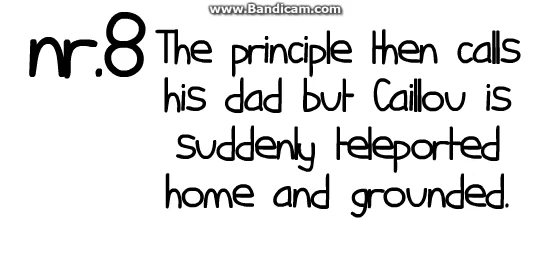 www.Bandicam.com
nr.8 The principle then calls
his dad but Caillou is
suddenly teleported
home and grounded.